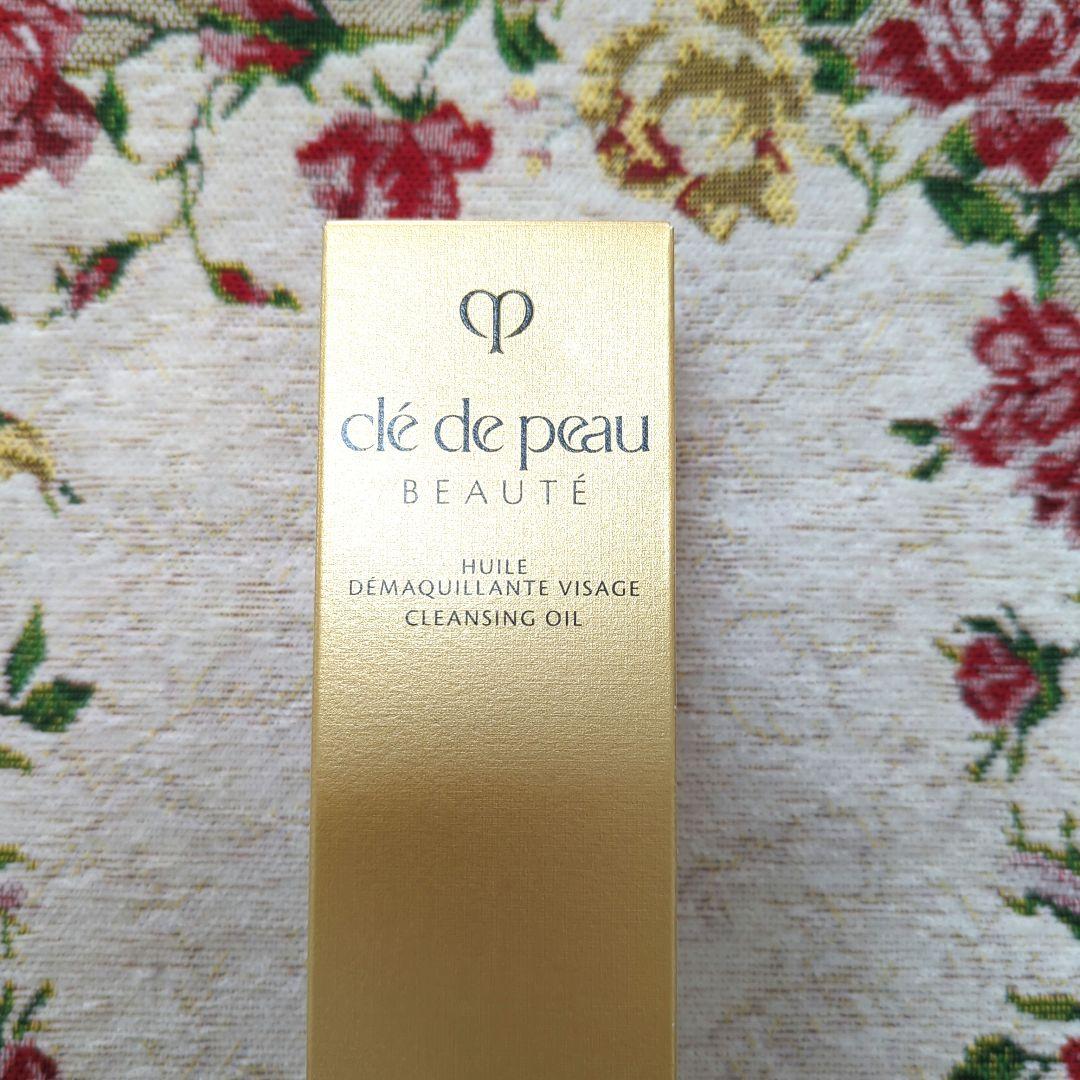 clé de peau
BEAUTÉ
HUILE
DÉMAQUILLANTE VISAGE
CLEANSING OIL